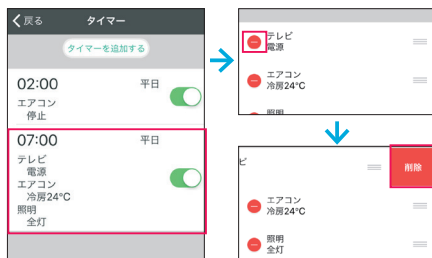 戻る
タイマー
タイマーを追加する
02:00
平日
エアコン
停止
07:00
平日
テレビ
電源
エアコン
冷房24℃
照明
全灯
テレビ
電源
エアコン
冷房24℃
照明
ビ
削除
エアコン
冷房24℃
照明
全灯